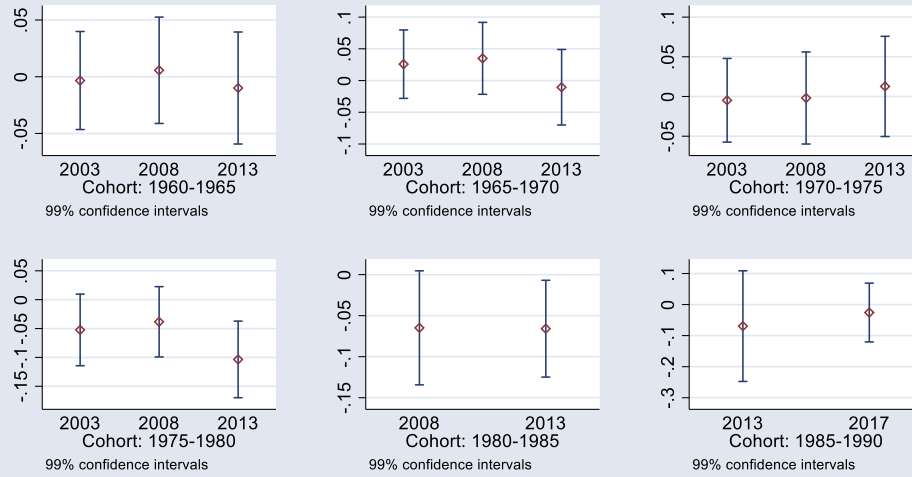 .05
0
-.05
2003 2008 2013
Cohort: 1960-1965
99% confidence intervals
.1
.05
0
-.05
-.1
2003 2008 2013
Cohort: 1965-1970
99% confidence intervals
.1
.05
0
-.05
2003 2008 2013
Cohort: 1970-1975
99% confidence intervals
.05
0
-.05
-.1
-.15
2003 2008 2013
Cohort: 1975-1980
99% confidence intervals
0
-.05
-.1
-.15
2008 2013
Cohort: 1980-1985
99% confidence intervals
.1
0
-.1
-.2
-.3
2013 2017
Cohort: 1985-1990
99% confidence intervals